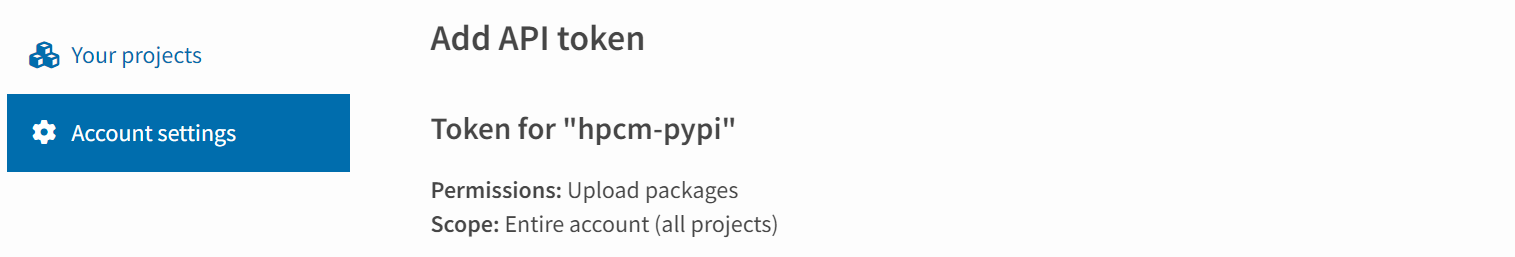 Your projects
Account settings
Add API token
Token for "hpcm-pypi"
Permissions: Upload packages
Scope: Entire account (all projects)